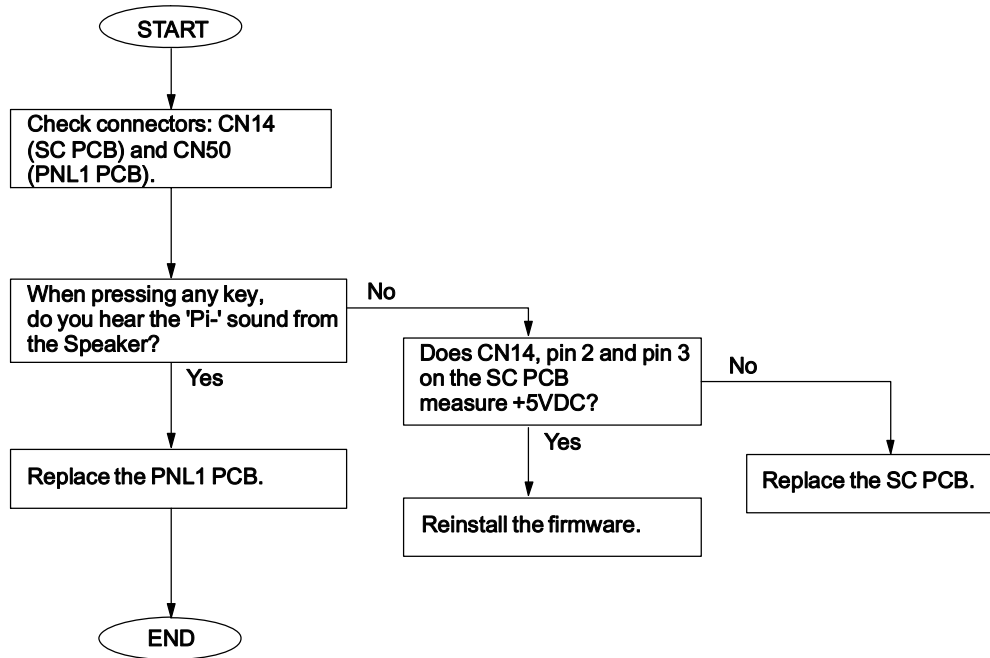 START
Check connectors: CN14
(SC PCB) and CN50
(PNL1 PCB).
When pressing any key,
do you hear the 'Pi-' sound from
the Speaker?
No
Yes
Does CN14, pin 2 and pin 3
on the SC PCB
measure +5VDC?
No
Yes
Replace the PNL1 PCB.
Reinstall the firmware.
Replace the SC PCB.
END